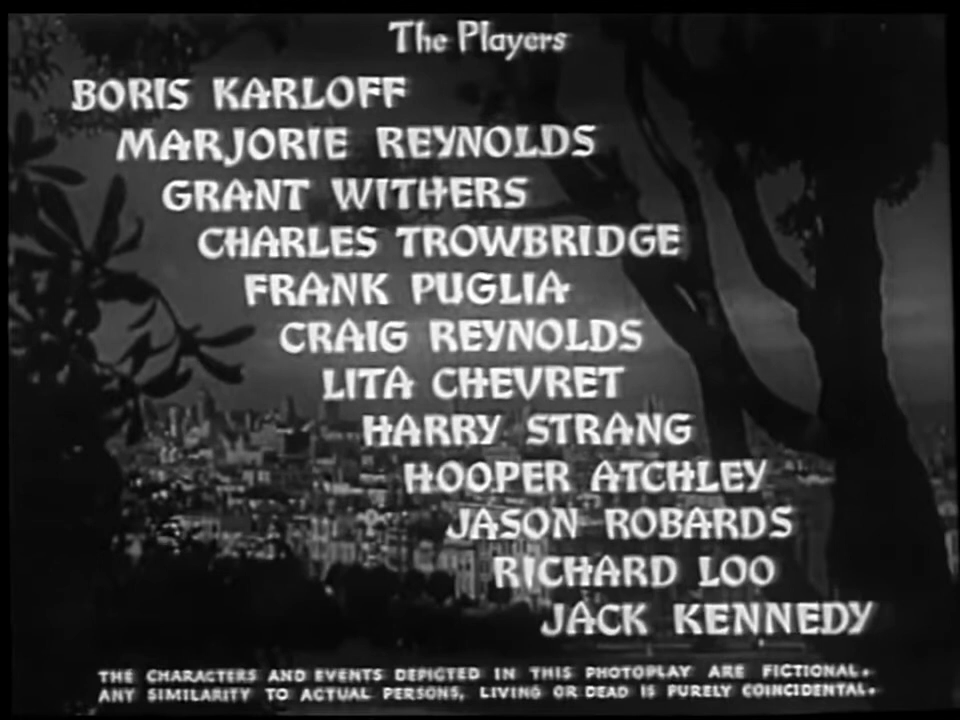 The Players
BORIS KARLOFF
MARJORIE REYNOLDS
GRANT WITHERS
CHARLES TROWBRIDGE
FRANK PUGLIA
CRAIG REYNOLDS
LITA CHEVRET
HARRY STRANG
HOOPER ATCHLEY
JASON ROBARDS
RICHARD LOO
JACK KENNEDY
THE CHARACTERS AND EVENTS DEPICTED IN THIS PHOTOPLAY ARE FICTIONAL.
ANY SIMILARITY TO ACTUAL PERSONS, LIVING OR DEAD IS PURELY COINCIDENTAL.